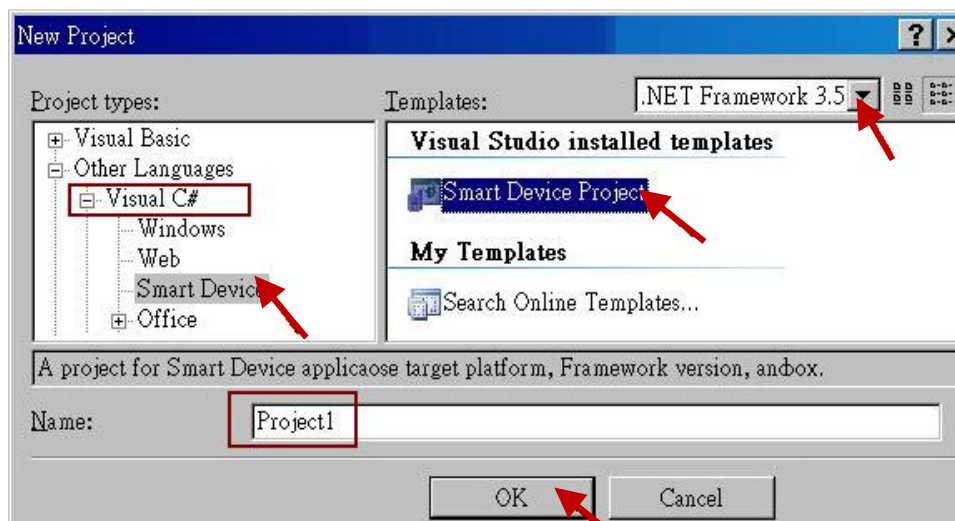 New Project
Project types:
Templates:
.NET Framework 3.5
Visual Basic
Other Languages
Visual C#
Windows
Web
Smart Device
Office
Visual Studio installed templates
Smart Device Project
My Templates
Search Online Templates...
A project for Smart Device applicaose target platform, Framework version, andbox.
Name:
Project1
OK
Cancel